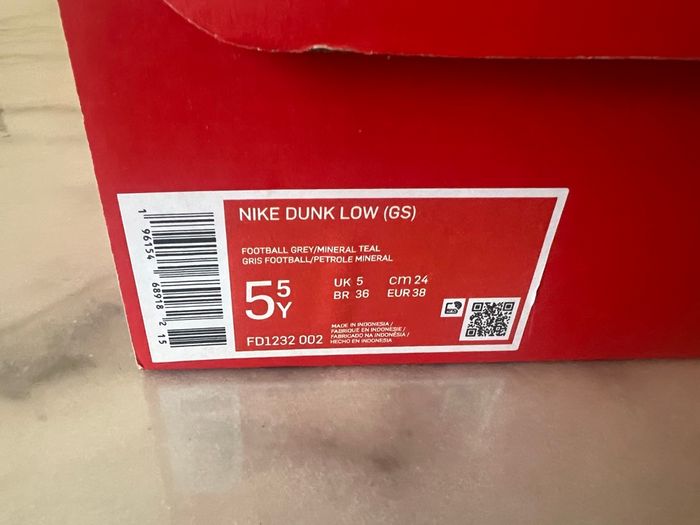 NIKE DUNK LOW (GS)
FOOTBALL GREY/MINERAL TEAL
GRIS FOOTBALL/PETROLE MINERAL
5 5 Y
UK 5 cm 24
BR 36 EUR 38
FD1232 002
MADE IN INDONESIA /
FABRIQUÉ EN INDONÉSIE /
FABRICADO NA INDONÉSIA /
HECHO EN INDONESIA
1 96154 68918 2 15